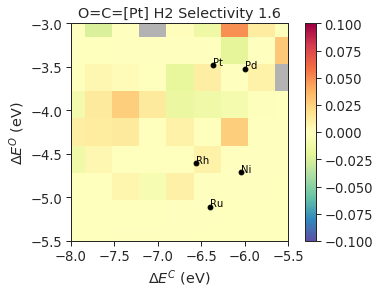 O=C=[Pt] H2 Selectivity 1.6
−3.0
−3.5
−4.0
−4.5
−5.0
−5.5
ΔE^O (eV)
Pt
Pd
Rh
Ni
Ru
−8.0 −7.5 −7.0 −6.5 −6.0 −5.5
ΔE^C (eV)
0.100
0.075
0.050
0.025
0.000
−0.025
−0.050
−0.075
−0.100